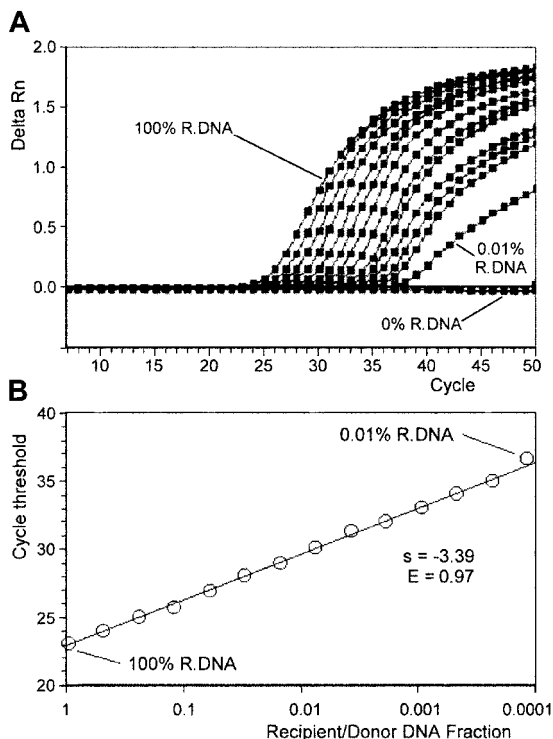 A
Delta Rn
2.0
1.5
1.0
0.5
0.0
100% R.DNA
0.01%
R.DNA
0% R.DNA
10 15 20 25 30 35 40 45 50
Cycle
B
Cycle threshold
40
35
30
25
20
0.01% R.DNA
s = -3.39
E = 0.97
100% R.DNA
1 0.1 0.01 0.001 0.0001
Recipient/Donor DNA Fraction